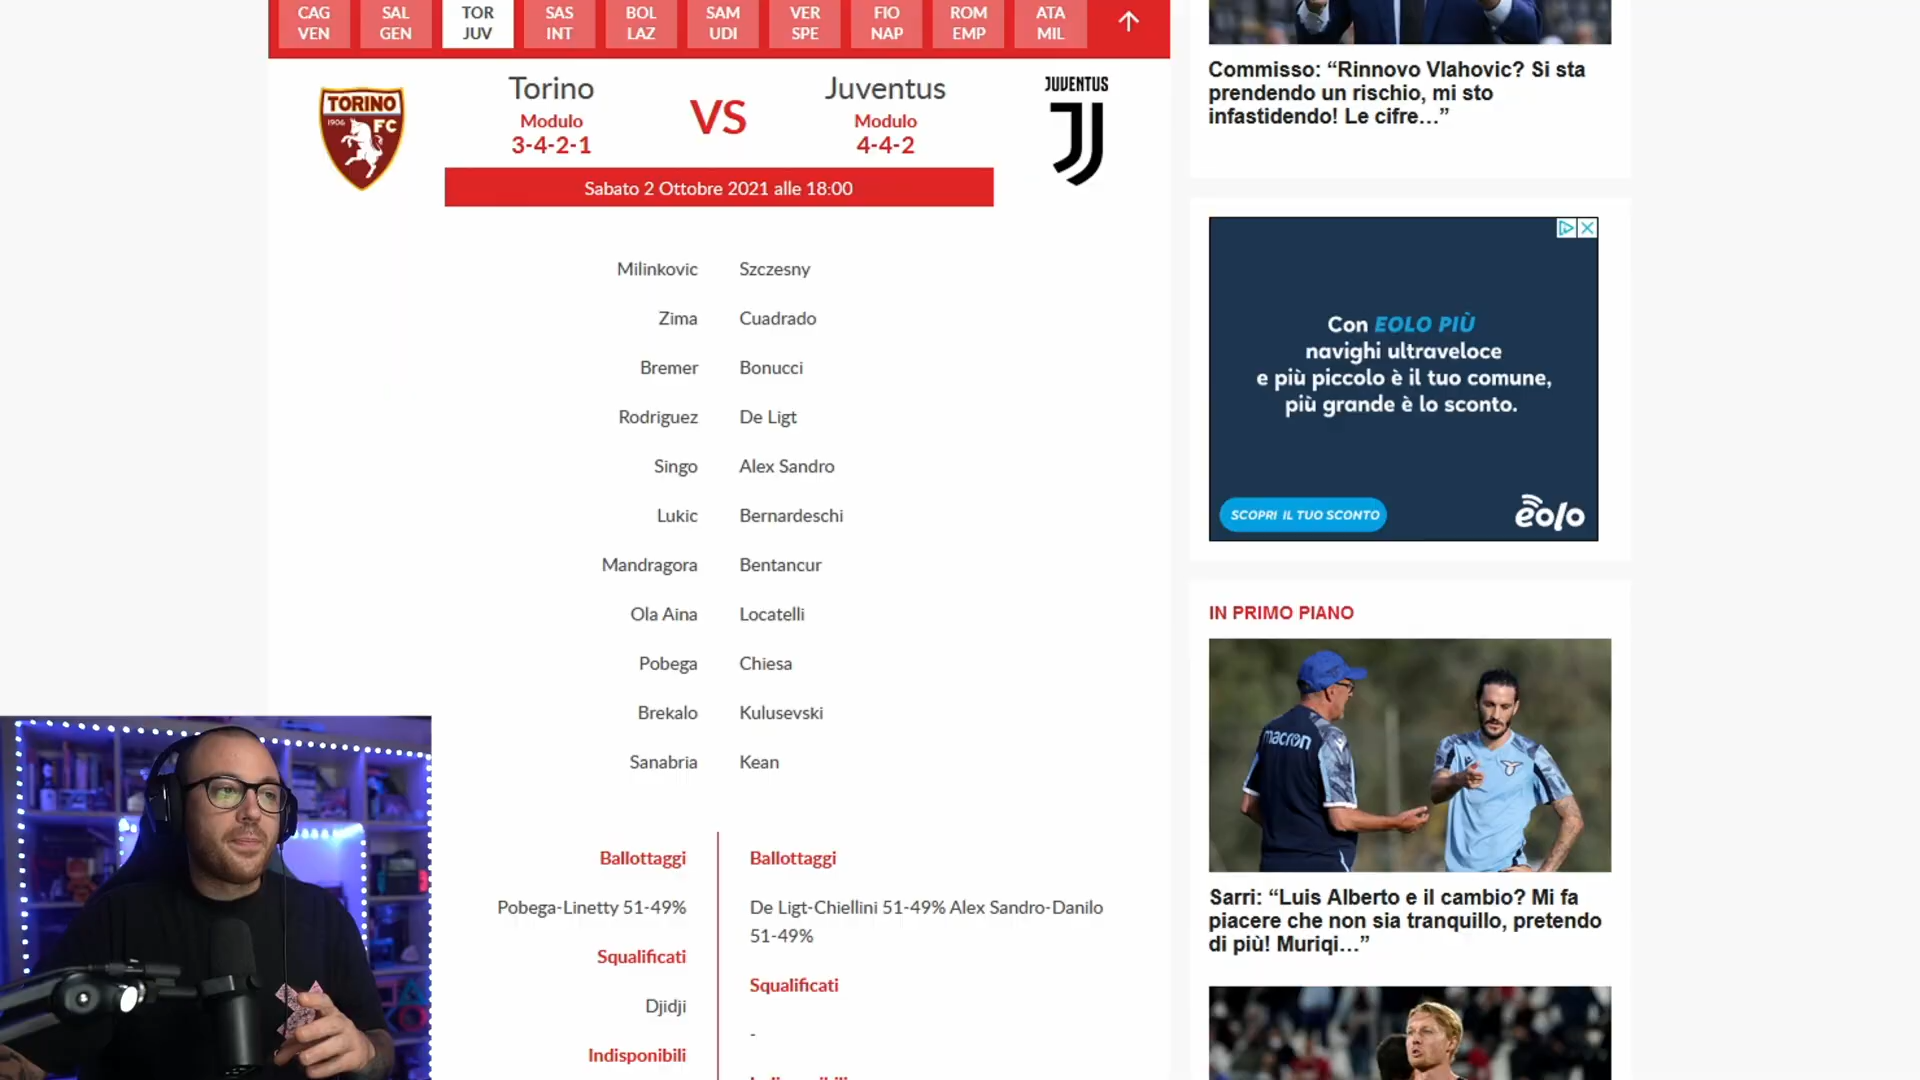 CAG
VEN
SAL
GEN
TOR
JUV
SAS
INT
BOL
LAZ
SAM
UDI
VER
SPE
FIO
NAP
ROM
EMP
ATA
MIL
TORINO
1906
FC
Torino
Modulo
3-4-2-1
VS
Juventus
Modulo
4-4-2
JUVENTUS
Sabato 2 Ottobre 2021 alle 18:00
Milinkovic Szczesny
Zima Cuadrado
Bremer Bonucci
Rodriguez De Ligt
Singo Alex Sandro
Lukic Bernardeschi
Mandragora Bentancur
Ola Aina Locatelli
Pobega Chiesa
Brekalo Kulusevski
Sanabria Kean
Ballottaggi
Pobega-Linetty 51-49%
Squalificati
Djidji
Indisponibili
Ballottaggi
De Ligt-Chiellini 51-49% Alex Sandro-Danilo
51-49%
Squalificati
-
Commisso: “Rinnovo Vlahovic? Si sta
prendendo un rischio, mi sto
infastidendo! Le cifre…”
Con EOLO PIÙ
navighi ultraveloce
e più piccolo è il tuo comune,
più grande è lo sconto.
SCOPRI IL TUO SCONTO
eolo
IN PRIMO PIANO
macron
Sarri: “Luis Alberto e il cambio? Mi fa
piacere che non sia tranquillo, pretendo
di più! Muriqi…”